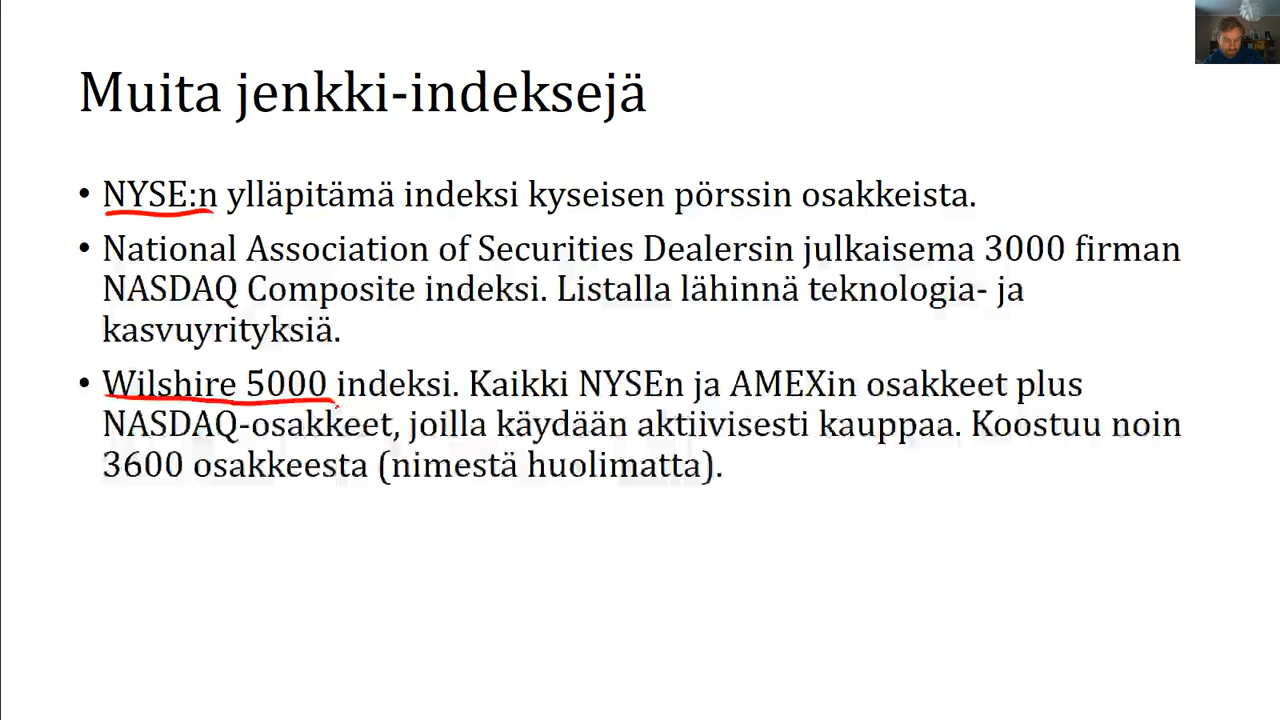 Muita jenkki-indeksejä
• NYSE:n ylläpitämä indeksi kyseisen pörssin osakkeista.
• National Association of Securities Dealersin julkaisema 3000 firman
NASDAQ Composite indeksi. Listalla lähinnä teknologia- ja
kasvuyrityksiä.
• Wilshire 5000 indeksi. Kaikki NYSEn ja AMEXin osakkeet plus
NASDAQ-osakkeet, joilla käydään aktiivisesti kauppaa. Koostuu noin
3600 osakkeesta (nimestä huolimatta).